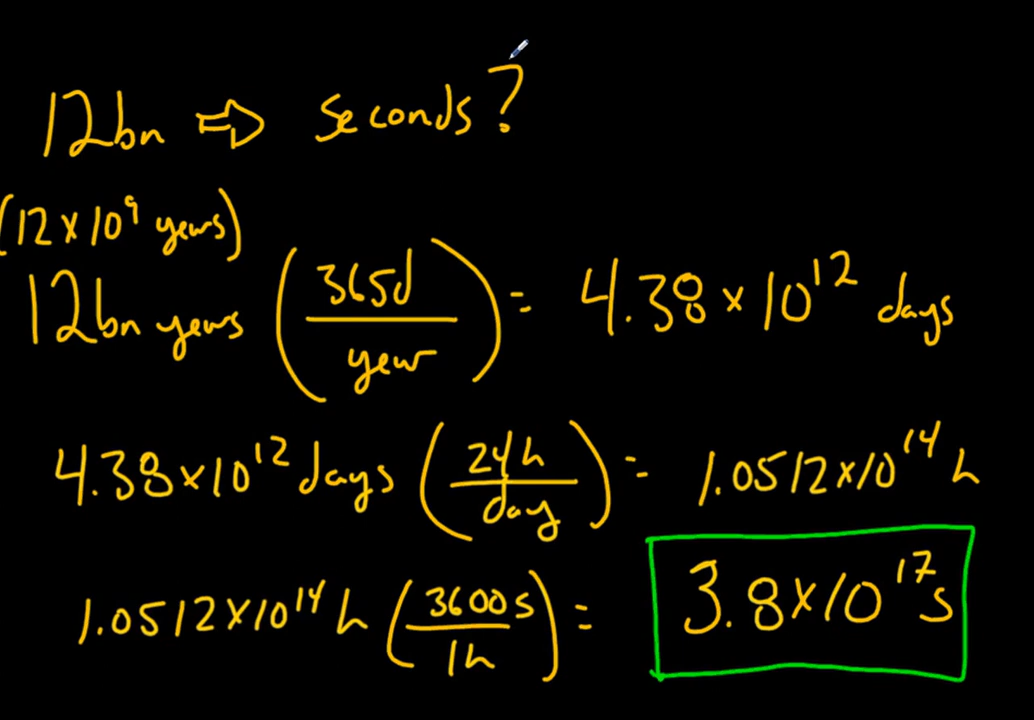 12bn ⇒ seconds?
(12 × 10⁹ years)
12bn years (365d / year) = 4.38 × 10¹² days
4.38 × 10¹² days (24h / day) = 1.0512 × 10¹⁴ h
1.0512 × 10¹⁴ h (3600s / 1h) = 3.8 × 10¹⁷ s